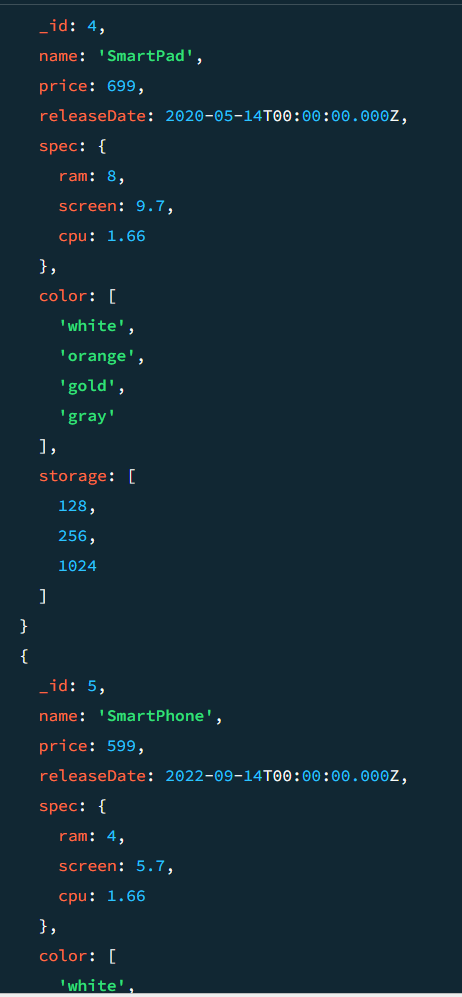 _id: 4,
name: 'SmartPad',
price: 699,
releaseDate: 2020-05-14T00:00:00.000Z,
spec: {
ram: 8,
screen: 9.7,
cpu: 1.66
},
color: [
'white',
'orange',
'gold',
'gray'
],
storage: [
128,
256,
1024
]
}
{
_id: 5,
name: 'SmartPhone',
price: 599,
releaseDate: 2022-09-14T00:00:00.000Z,
spec: {
ram: 4,
screen: 5.7,
cpu: 1.66
},
color: [
'white',